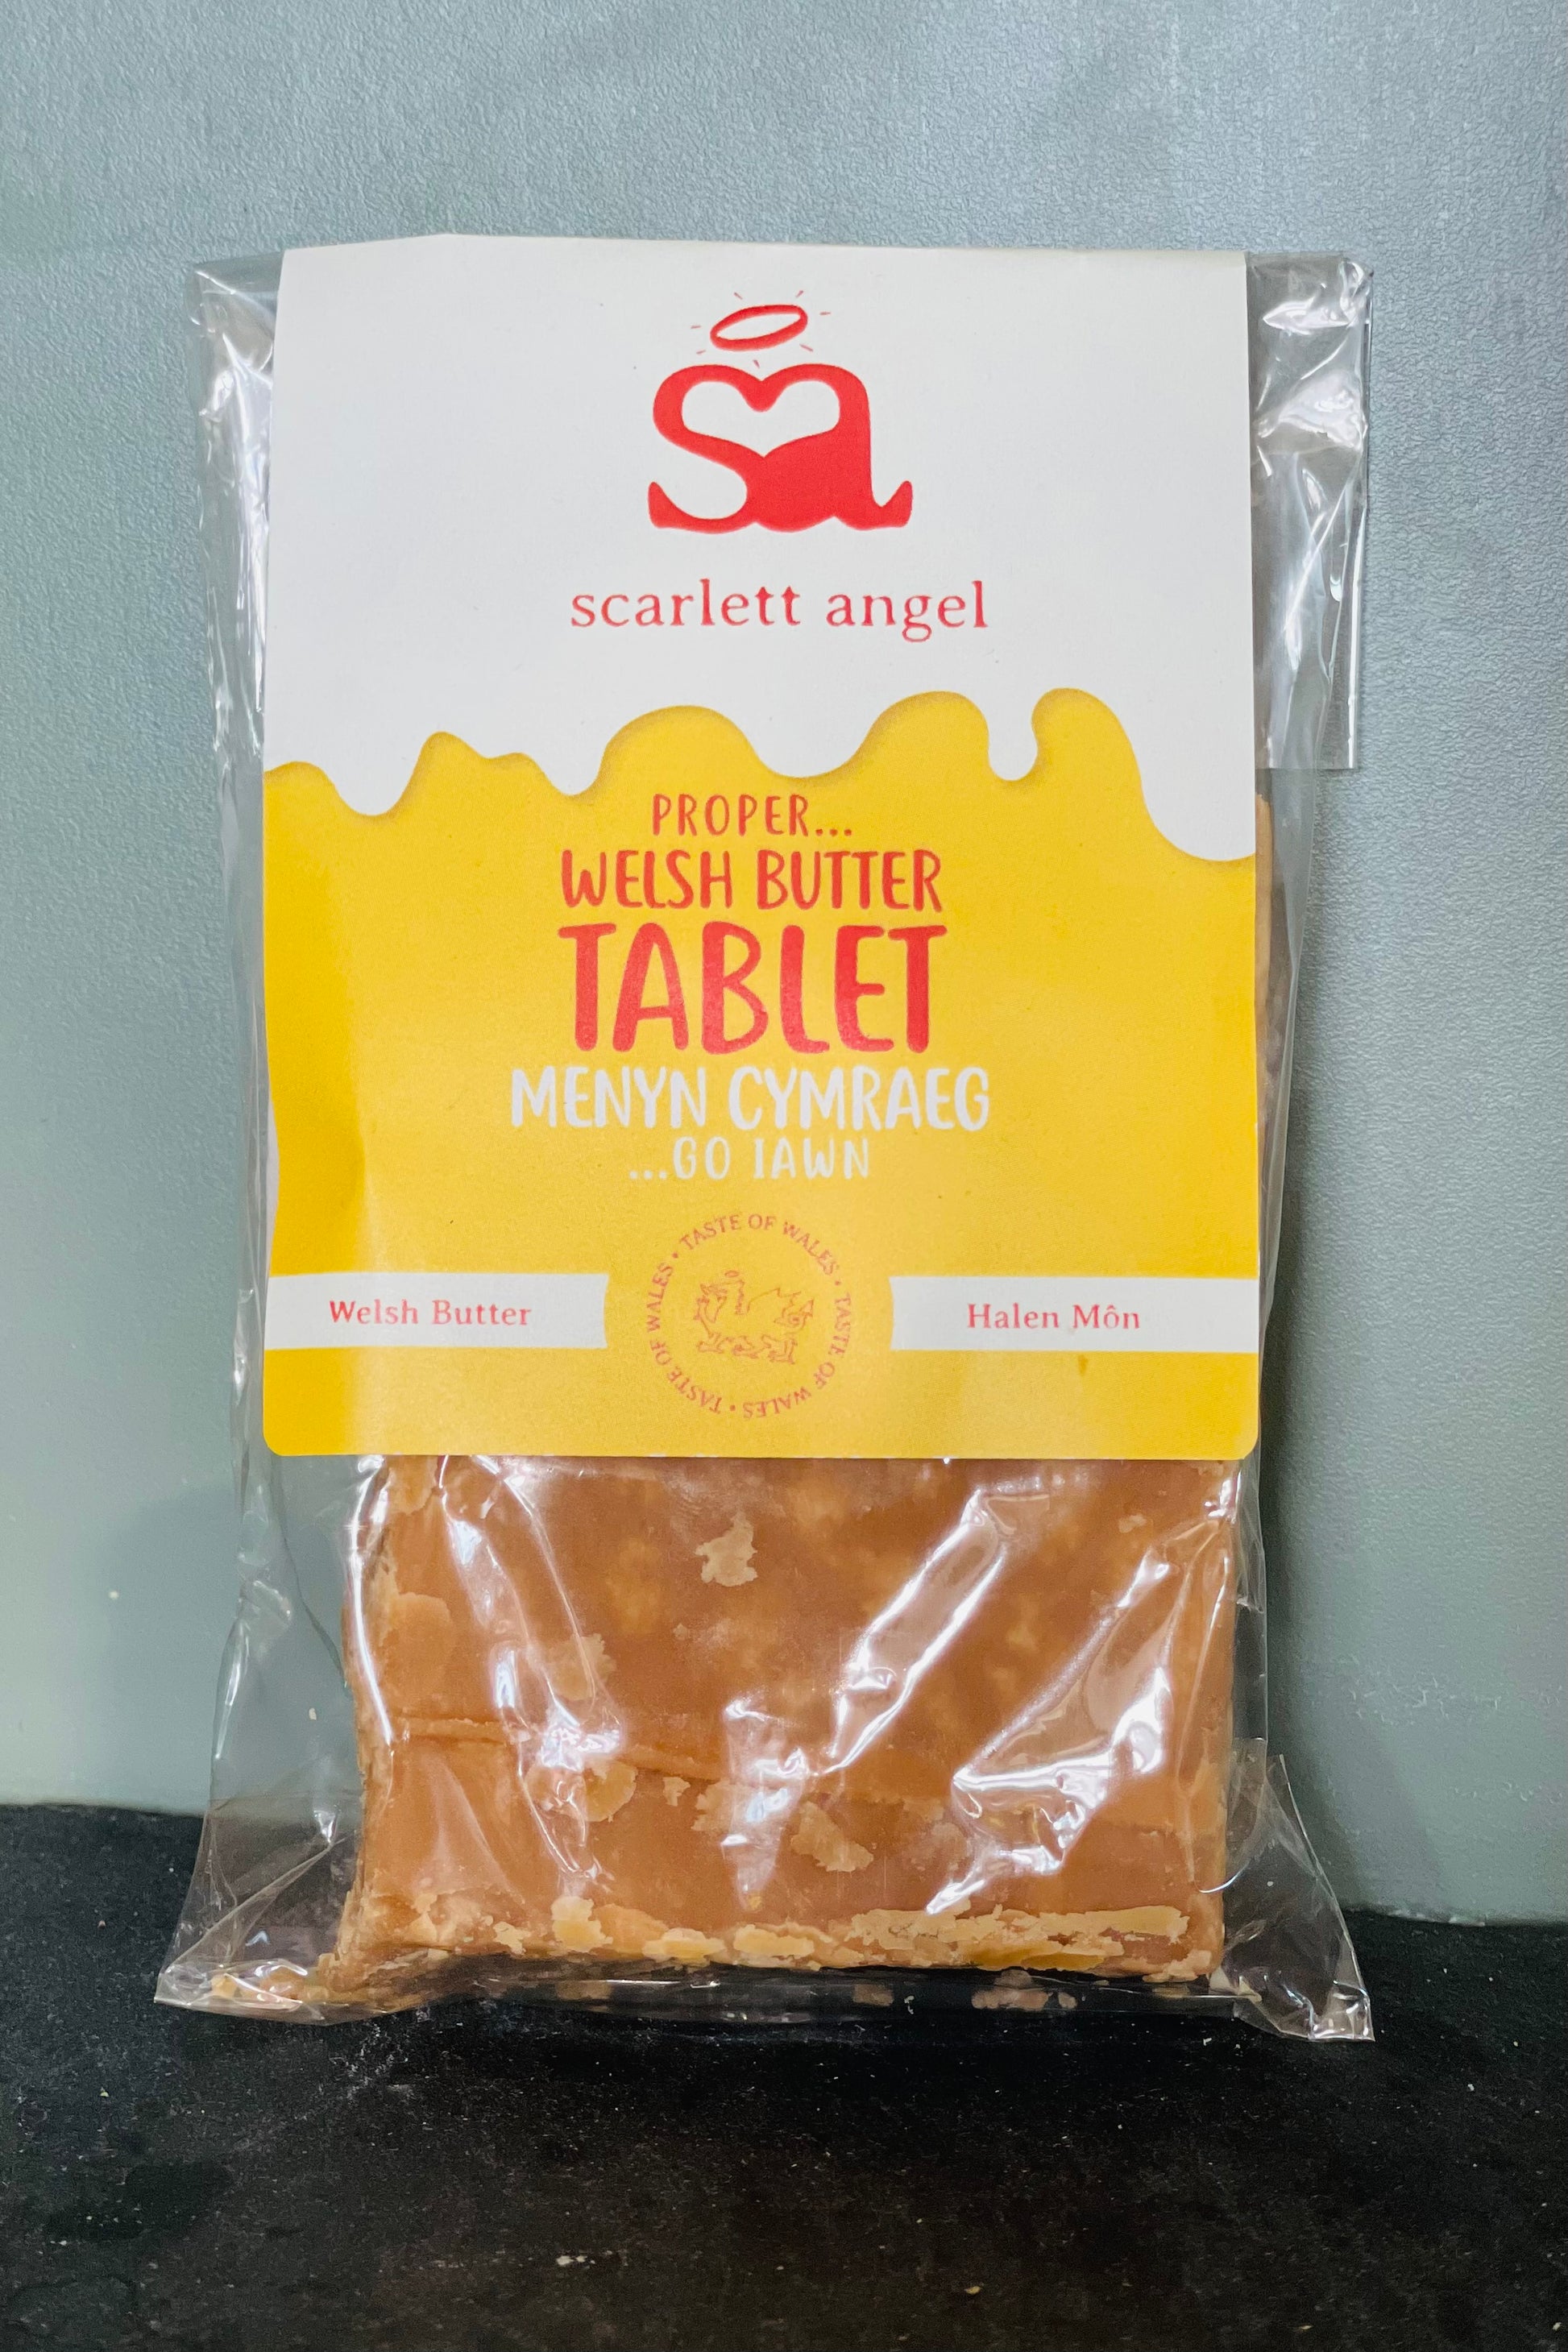 sa
scarlett angel
PROPER...
WELSH BUTTER
TABLET
MENYN CYMRAEG
...GO IAWN
TASTE OF WALES • TASTE OF WALES • TASTE OF WALES •
Welsh Butter
Halen Môn